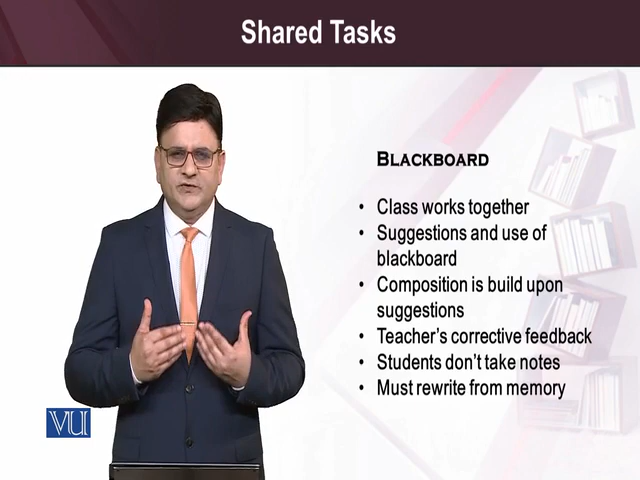 Shared Tasks
BLACKBOARD
• Class works together
• Suggestions and use of
blackboard
• Composition is build upon
suggestions
• Teacher's corrective feedback
• Students don't take notes
• Must rewrite from memory
VU